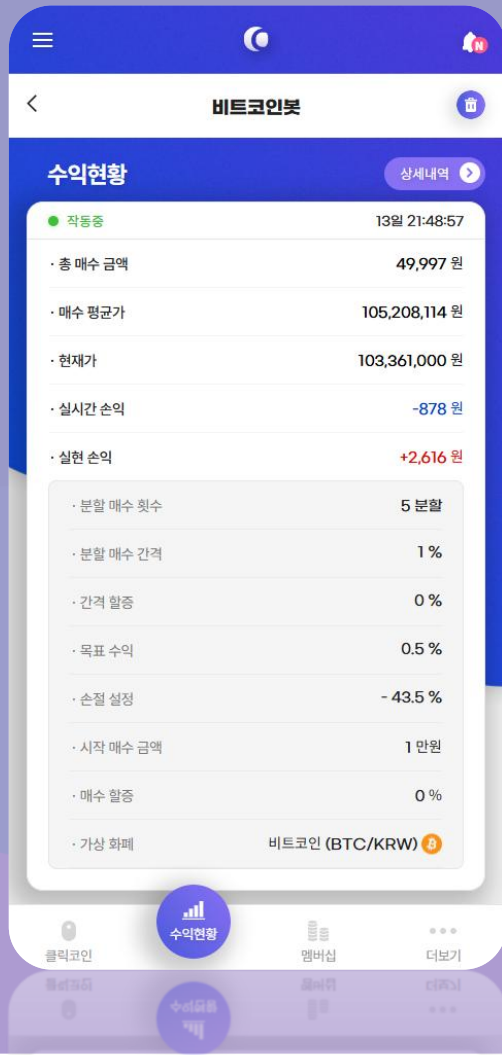 N
비트코인봇
수익현황
상세내역
작동중 13일 21:48:57
· 총 매수 금액 49,997 원
· 매수 평균가 105,208,114 원
· 현재가 103,361,000 원
· 실시간 손익 -878 원
· 실현 손익 +2,616 원
· 분할 매수 횟수 5 분할
· 분할 매수 간격 1 %
· 간격 할증 0 %
· 목표 수익 0.5 %
· 손절 설정 - 43.5 %
· 시작 매수 금액 1 만원
· 매수 할증 0 %
· 가상 화폐 비트코인 (BTC/KRW)
클릭코인 수익현황 멤버십 더보기